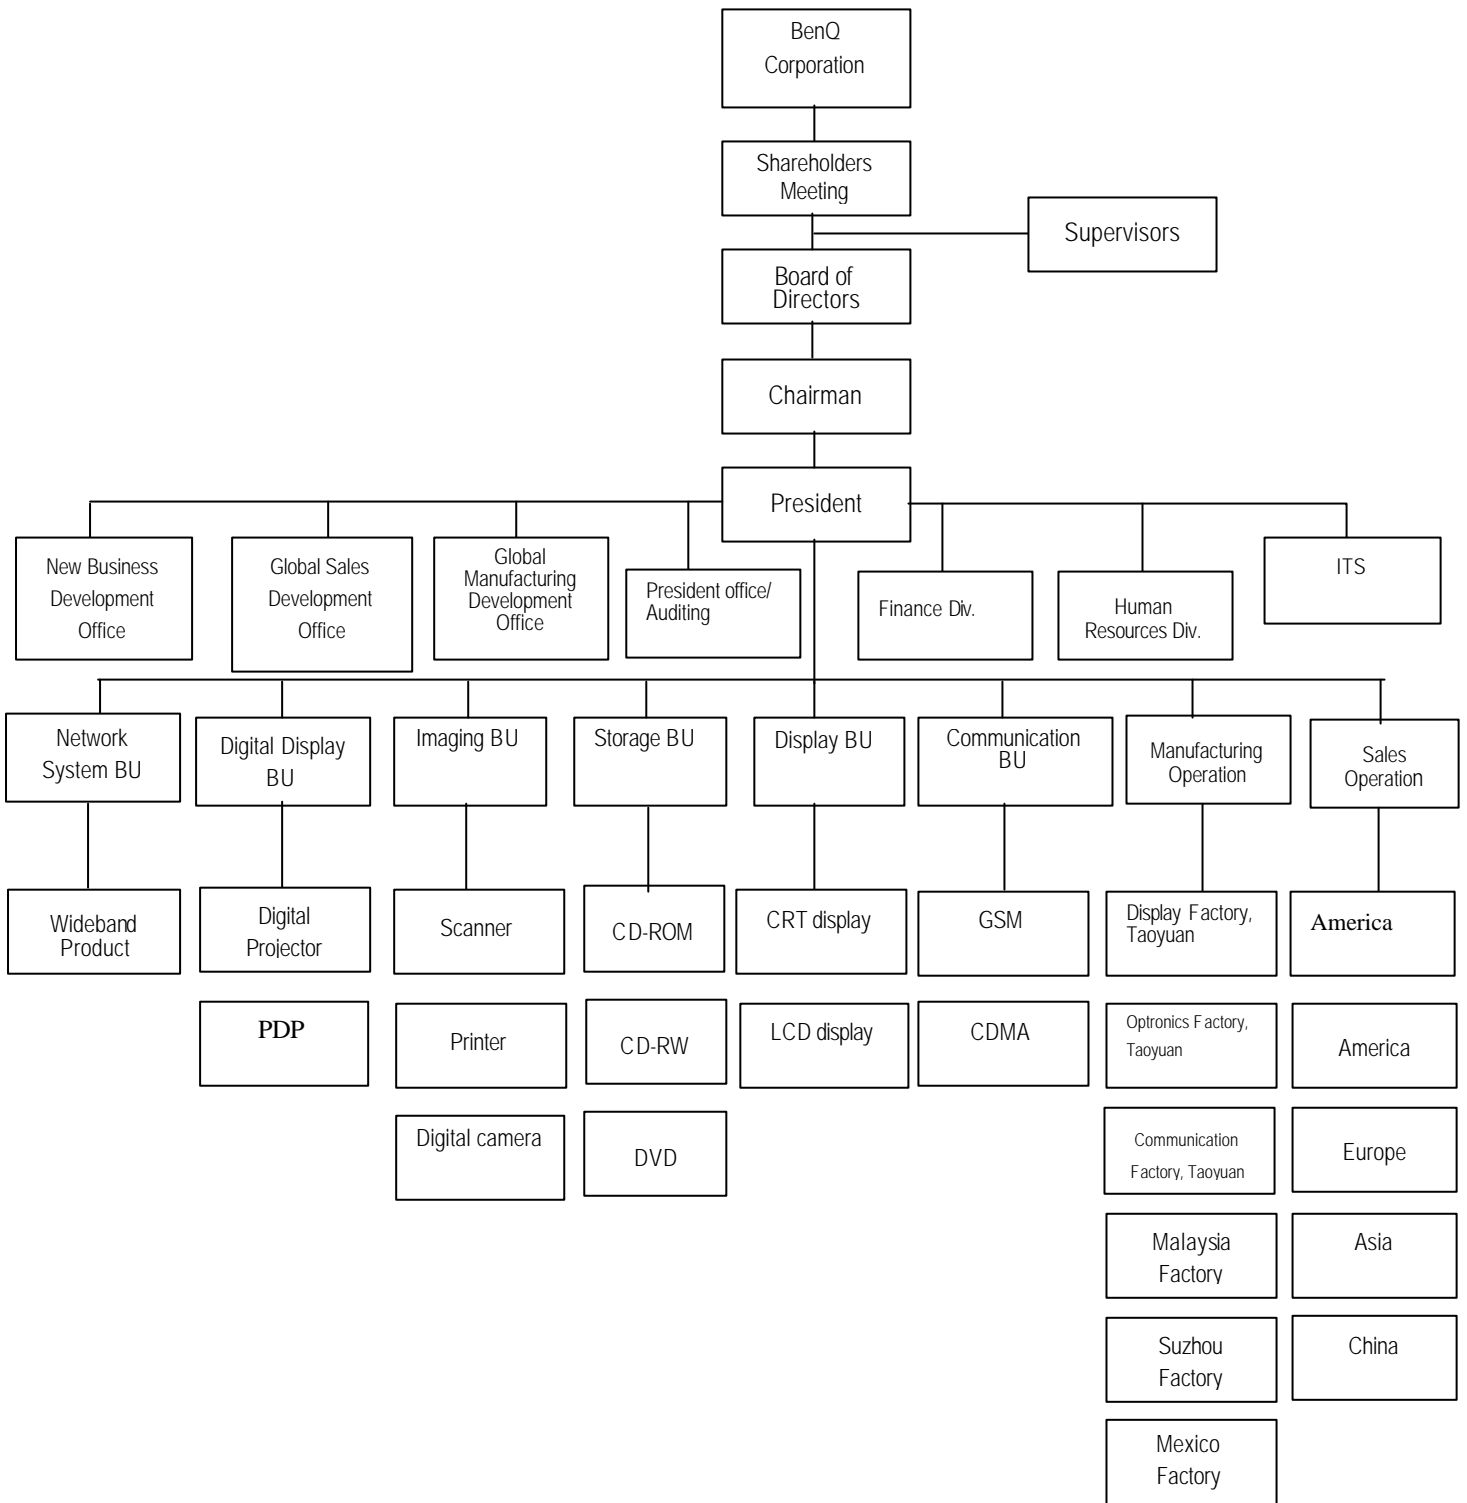 BenQ
Corporation
Shareholders
Meeting
Supervisors
Board of
Directors
Chairman
President
New Business
Development
Office
Global Sales
Development
Office
Global
Manufacturing
Development
Office
President office/
Auditing
Finance Div.
Human
Resources Div.
ITS
Network
System BU
Digital Display
BU
Imaging BU
Storage BU
Display BU
Communication
BU
Manufacturing
Operation
Sales
Operation
Wideband
Product
Digital
Projector
Scanner
CD-ROM
CRT display
GSM
Display Factory,
Taoyuan
America
PDP
Printer
CD-RW
LCD display
CDMA
Optronics Factory,
Taoyuan
America
Digital camera
DVD
Communication
Factory, Taoyuan
Europe
Malaysia
Factory
Asia
Suzhou
Factory
China
Mexico
Factory